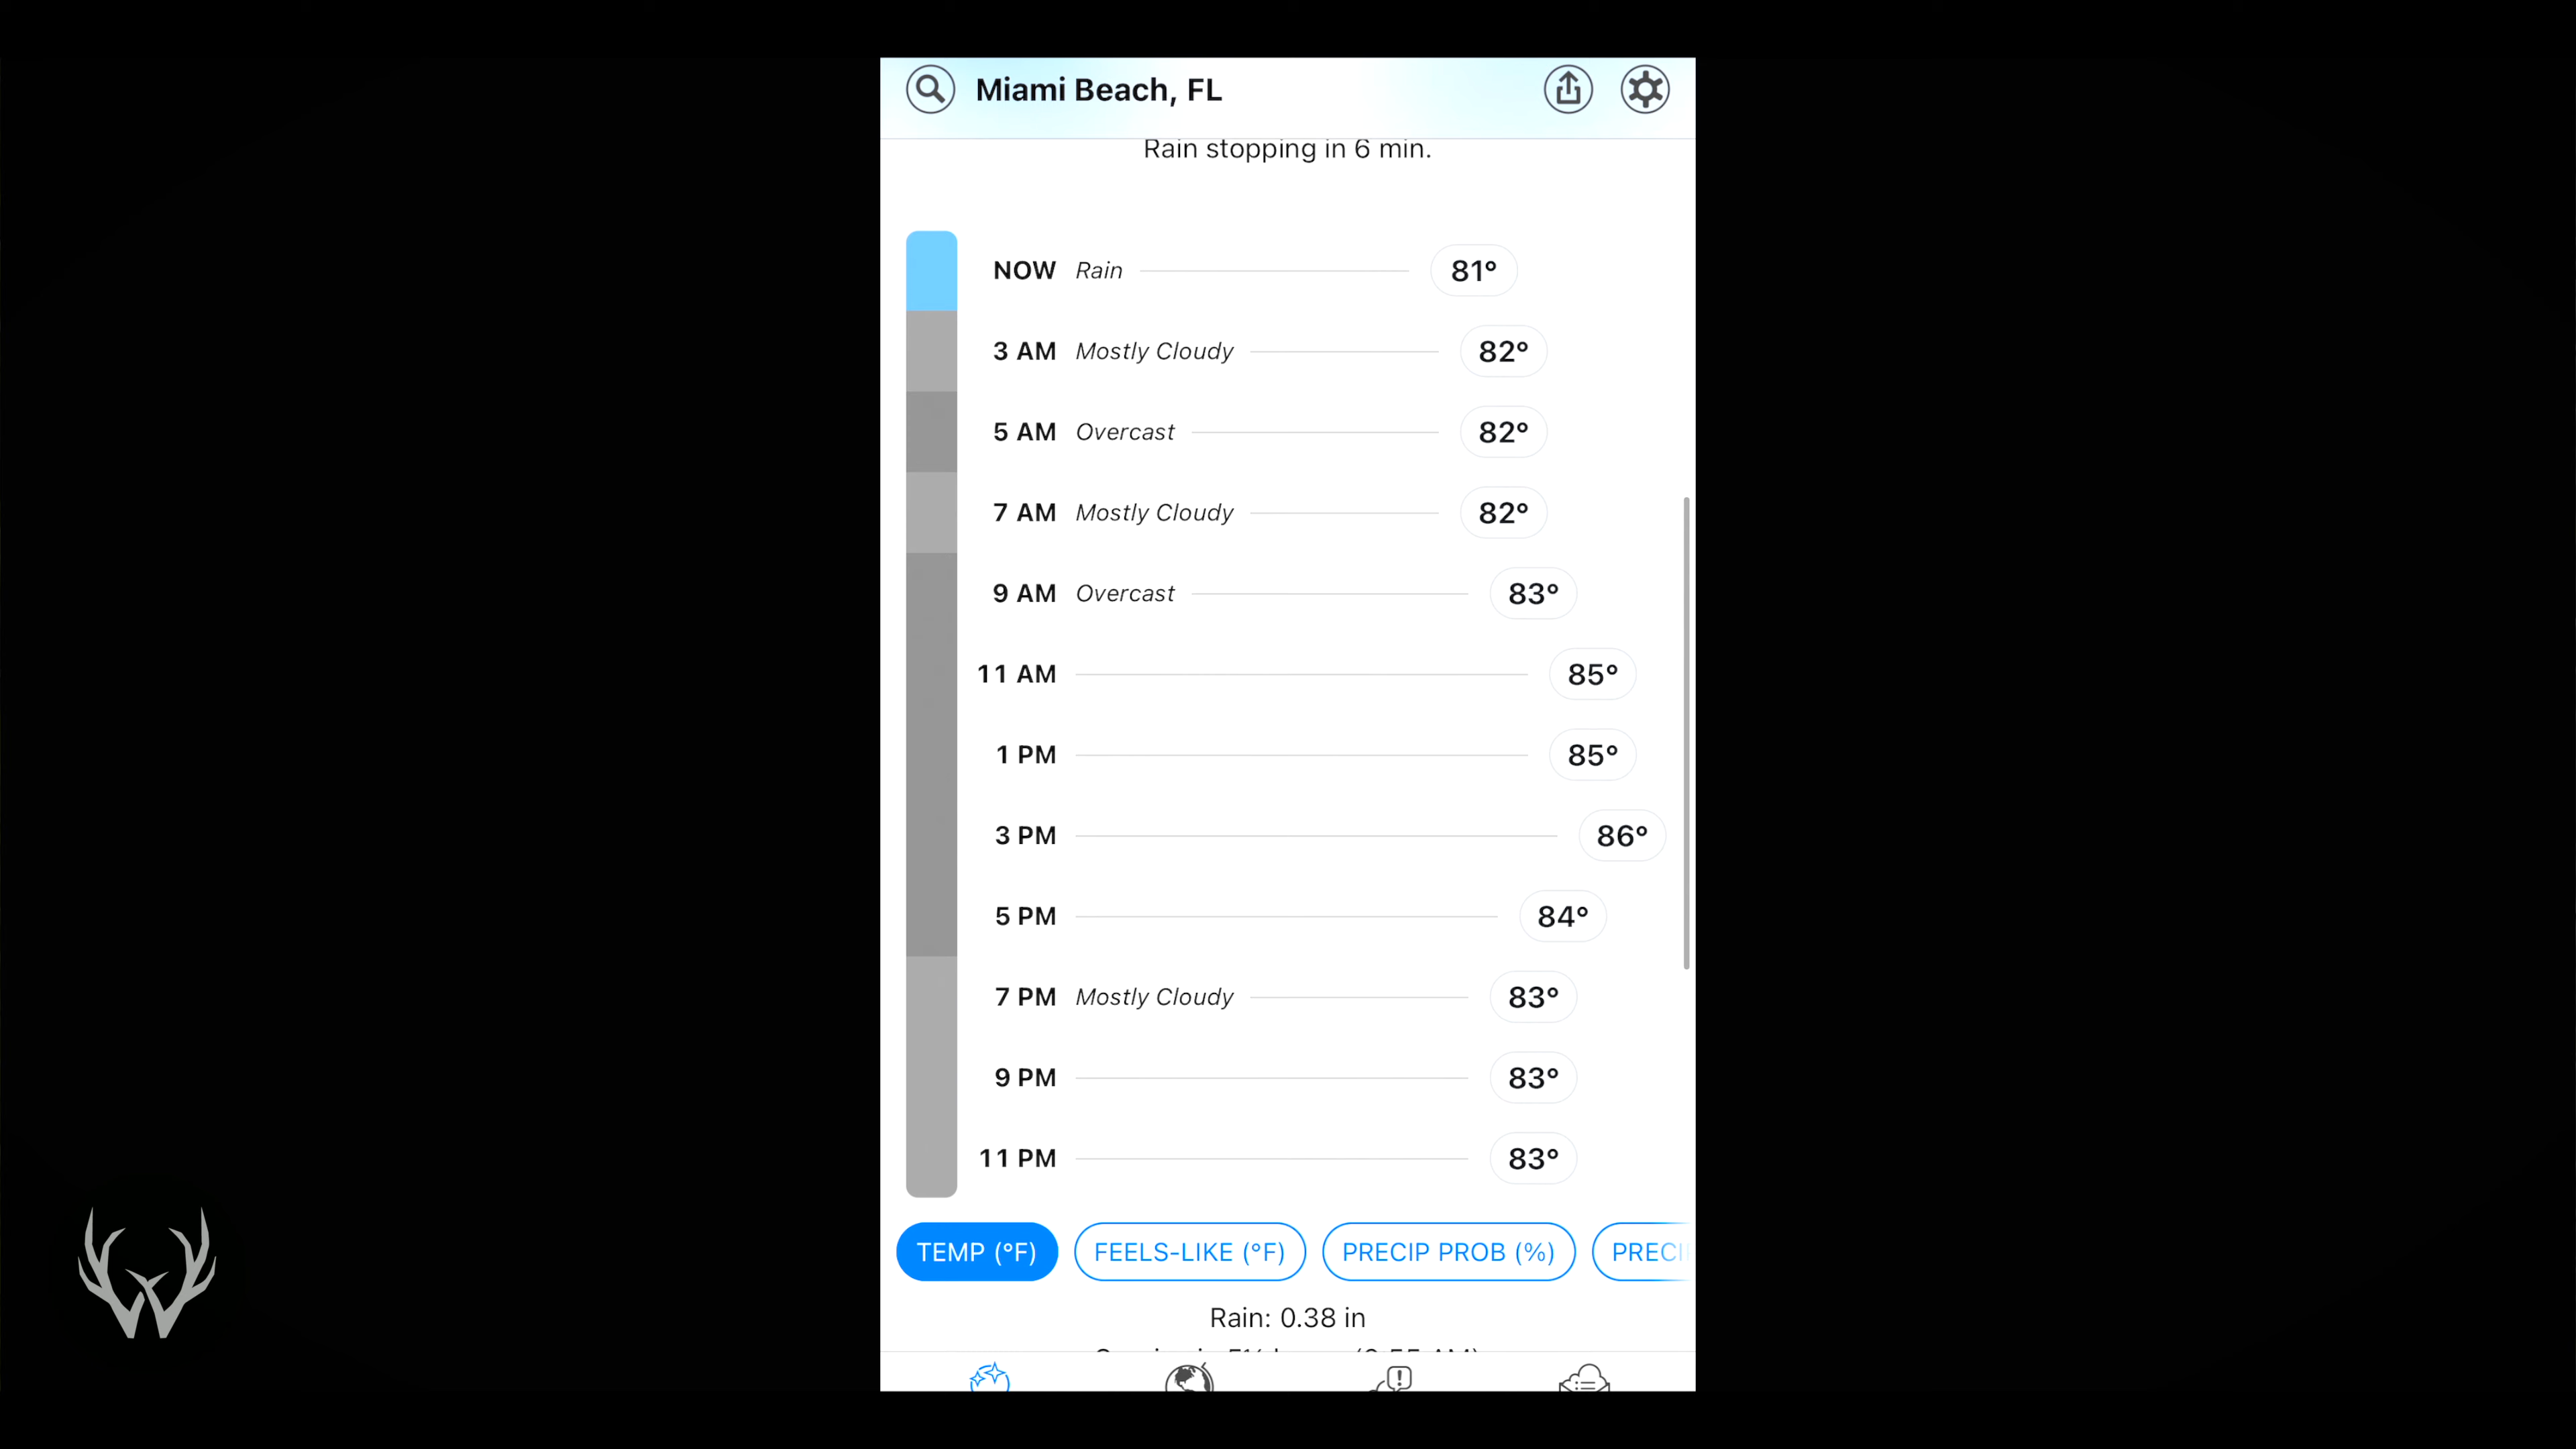 Miami Beach, FL
Rain stopping in 6 min.
NOW Rain 81°
3 AM Mostly Cloudy 82°
5 AM Overcast 82°
7 AM Mostly Cloudy 82°
9 AM Overcast 83°
11 AM 85°
1 PM 85°
3 PM 86°
5 PM 84°
7 PM Mostly Cloudy 83°
9 PM 83°
11 PM 83°
TEMP (°F) FEELS-LIKE (°F) PRECIP PROB (%) PRECI
Rain: 0.38 in